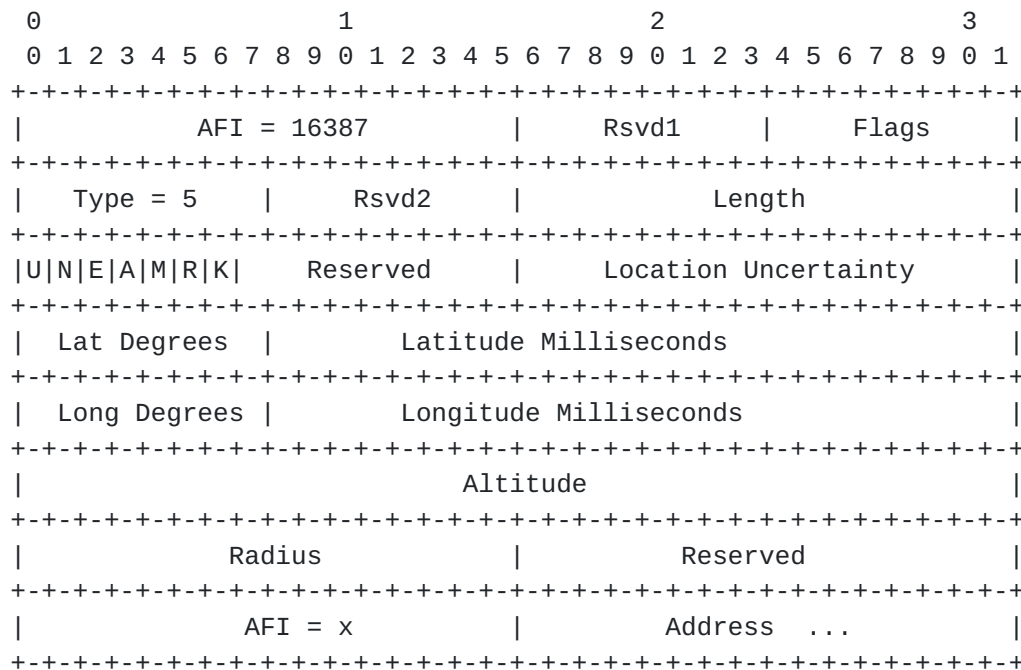 0                   1                   2                   3
 0 1 2 3 4 5 6 7 8 9 0 1 2 3 4 5 6 7 8 9 0 1 2 3 4 5 6 7 8 9 0 1
+-+-+-+-+-+-+-+-+-+-+-+-+-+-+-+-+-+-+-+-+-+-+-+-+-+-+-+-+-+-+-+-+
|           AFI = 16387         |     Rsvd1     |     Flags     |
+-+-+-+-+-+-+-+-+-+-+-+-+-+-+-+-+-+-+-+-+-+-+-+-+-+-+-+-+-+-+-+-+
|   Type = 5    |     Rsvd2     |            Length             |
+-+-+-+-+-+-+-+-+-+-+-+-+-+-+-+-+-+-+-+-+-+-+-+-+-+-+-+-+-+-+-+-+
|U|N|E|A|M|R|K|    Reserved     |     Location Uncertainty      |
+-+-+-+-+-+-+-+-+-+-+-+-+-+-+-+-+-+-+-+-+-+-+-+-+-+-+-+-+-+-+-+-+
|  Lat Degrees  |        Latitude Milliseconds                  |
+-+-+-+-+-+-+-+-+-+-+-+-+-+-+-+-+-+-+-+-+-+-+-+-+-+-+-+-+-+-+-+-+
|  Long Degrees |        Longitude Milliseconds                 |
+-+-+-+-+-+-+-+-+-+-+-+-+-+-+-+-+-+-+-+-+-+-+-+-+-+-+-+-+-+-+-+-+
|                            Altitude                           |
+-+-+-+-+-+-+-+-+-+-+-+-+-+-+-+-+-+-+-+-+-+-+-+-+-+-+-+-+-+-+-+-+
|             Radius            |          Reserved             |
+-+-+-+-+-+-+-+-+-+-+-+-+-+-+-+-+-+-+-+-+-+-+-+-+-+-+-+-+-+-+-+-+
|              AFI = x          |         Address  ...          |
+-+-+-+-+-+-+-+-+-+-+-+-+-+-+-+-+-+-+-+-+-+-+-+-+-+-+-+-+-+-+-+-+